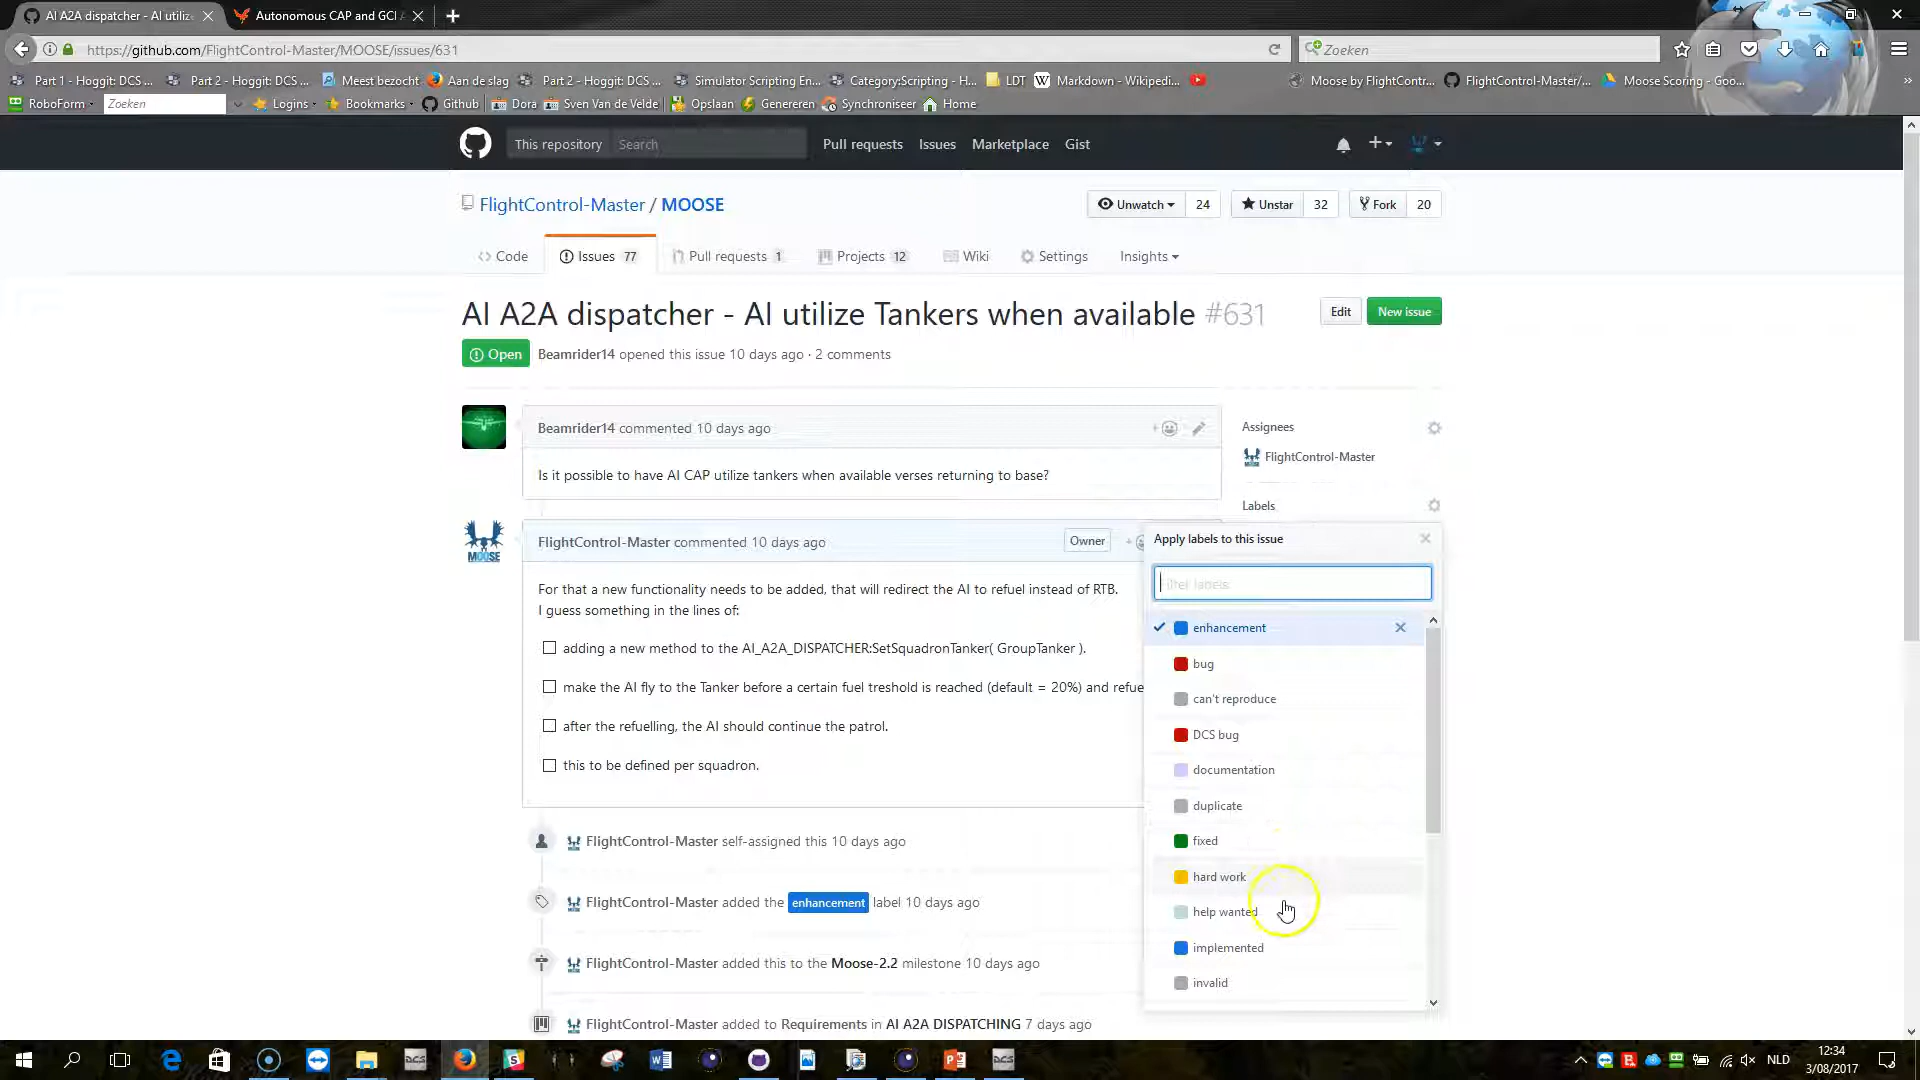 AI A2A dispatcher - AI utiliz
Autonomous CAP and GCI
https://github.com/FlightControl-Master/MOOSE/issues/631
Zoeken
Part 1 - Hoggit: DCS ...
Part 2 - Hoggit: DCS ...
Meest bezocht
Aan de slag
Part 2 - Hoggit: DCS ...
Simulator Scripting En...
Category:Scripting - H...
LDT
Markdown - Wikipedi...
Moose by FlightContr...
FlightControl-Master/...
Moose Scoring - Goo...
RoboForm
Zoeken
Logins
Bookmarks
Github
Dora
Sven Van de Velde
Opslaan
Genereren
Synchroniseer
Home
This repository
Search
Pull requests
Issues
Marketplace
Gist
FlightControl-Master / MOOSE
Unwatch 24
Unstar 32
Fork 20
Code
Issues 77
Pull requests 1
Projects 12
Wiki
Settings
Insights
AI A2A dispatcher - AI utilize Tankers when available #631
Edit
New issue
Open
Beamrider14 opened this issue 10 days ago · 2 comments
Beamrider14 commented 10 days ago
Is it possible to have AI CAP utilize tankers when available verses returning to base?
Assignees
FlightControl-Master
Labels
MOOSE
FlightControl-Master commented 10 days ago
Owner
For that a new functionality needs to be added, that will redirect the AI to refuel instead of RTB.
I guess something in the lines of:
adding a new method to the AI_A2A_DISPATCHER:SetSquadronTanker( GroupTanker ).
make the AI fly to the Tanker before a certain fuel treshold is reached (default = 20%) and refue
after the refuelling, the AI should continue the patrol.
this to be defined per squadron.
Apply labels to this issue
Filter labels
enhancement
bug
can't reproduce
DCS bug
documentation
duplicate
fixed
hard work
help wanted
implemented
invalid
FlightControl-Master self-assigned this 10 days ago
FlightControl-Master added the enhancement label 10 days ago
FlightControl-Master added this to the Moose-2.2 milestone 10 days ago
FlightControl-Master added to Requirements in AI A2A DISPATCHING 7 days ago
NLD
12:34
3/08/2017